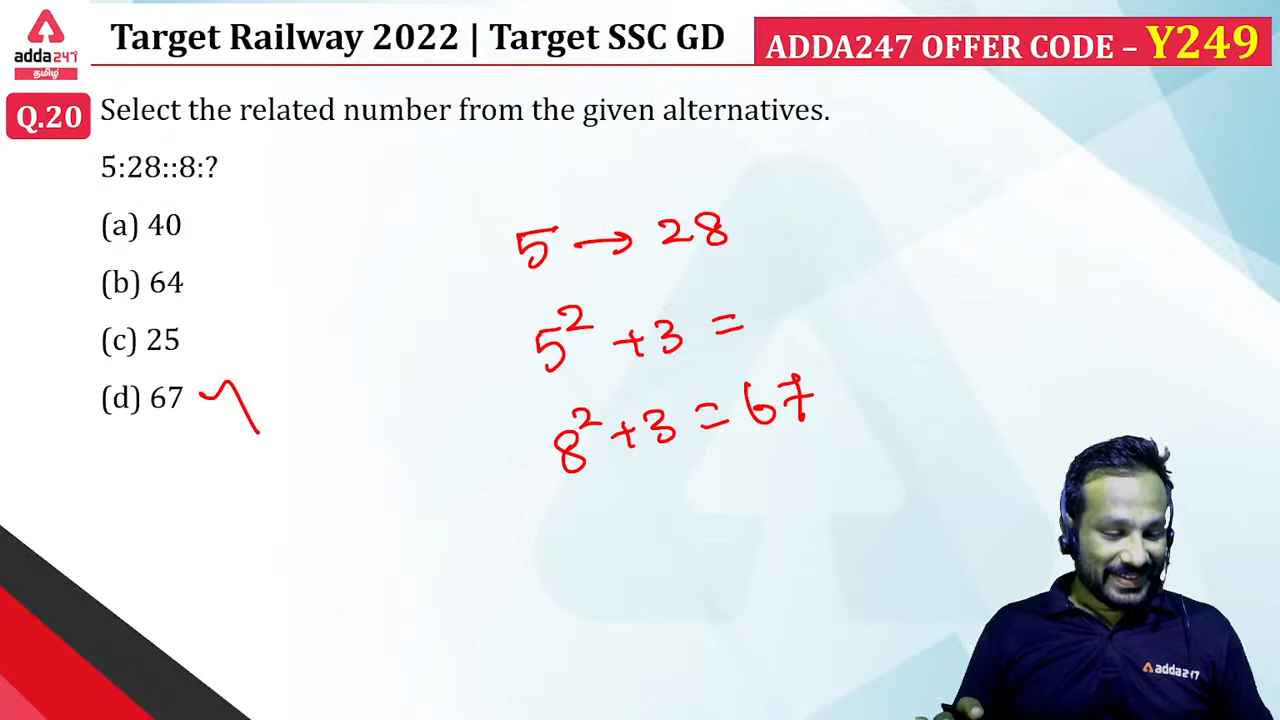 adda247
தமிழ்
Target Railway 2022 | Target SSC GD
ADDA247 OFFER CODE – Y249
Q.20 Select the related number from the given alternatives.
5:28::8:?
(a) 40
(b) 64
(c) 25
(d) 67
5 → 28
5² + 3 =
8² + 3 = 67
adda247